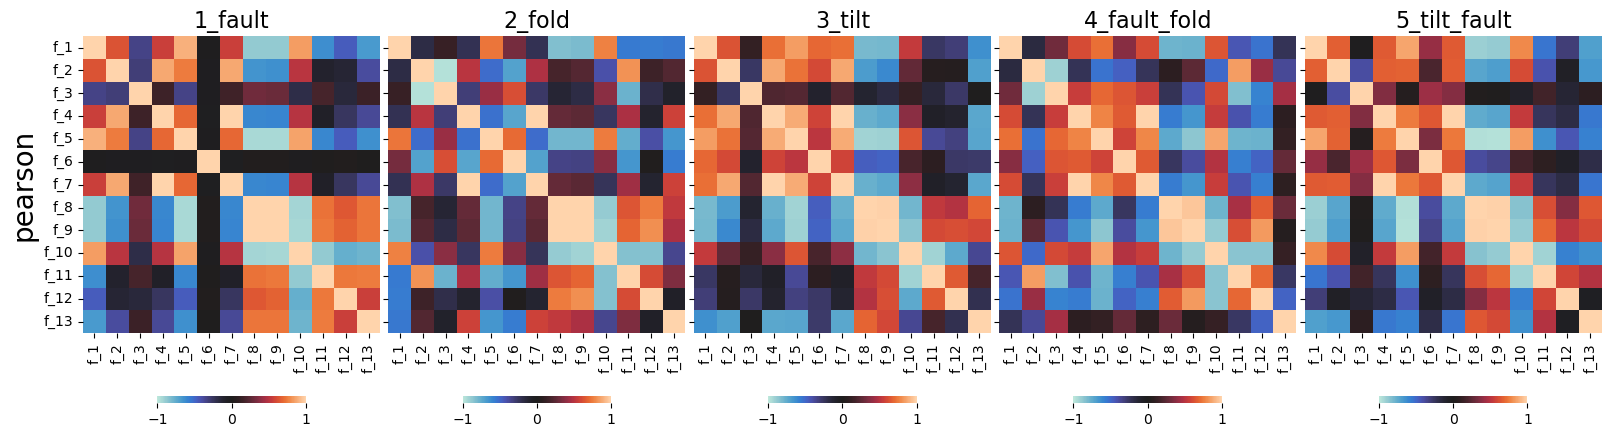 1_fault 2_fold 3_tilt 4_fault_fold 5_tilt_fault
pearson
f_1
f_2
f_3
f_4
f_5
f_6
f_7
f_8
f_9
f_10
f_11
f_12
f_13
f_1 f_2 f_3 f_4 f_5 f_6 f_7 f_8 f_9 f_10 f_11 f_12 f_13 f_1 f_2 f_3 f_4 f_5 f_6 f_7 f_8 f_9 f_10 f_11 f_12 f_13 f_1 f_2 f_3 f_4 f_5 f_6 f_7 f_8 f_9 f_10 f_11 f_12 f_13 f_1 f_2 f_3 f_4 f_5 f_6 f_7 f_8 f_9 f_10 f_11 f_12 f_13 f_1 f_2 f_3 f_4 f_5 f_6 f_7 f_8 f_9 f_10 f_11 f_12 f_13
−1 0 1 −1 0 1 −1 0 1 −1 0 1 −1 0 1